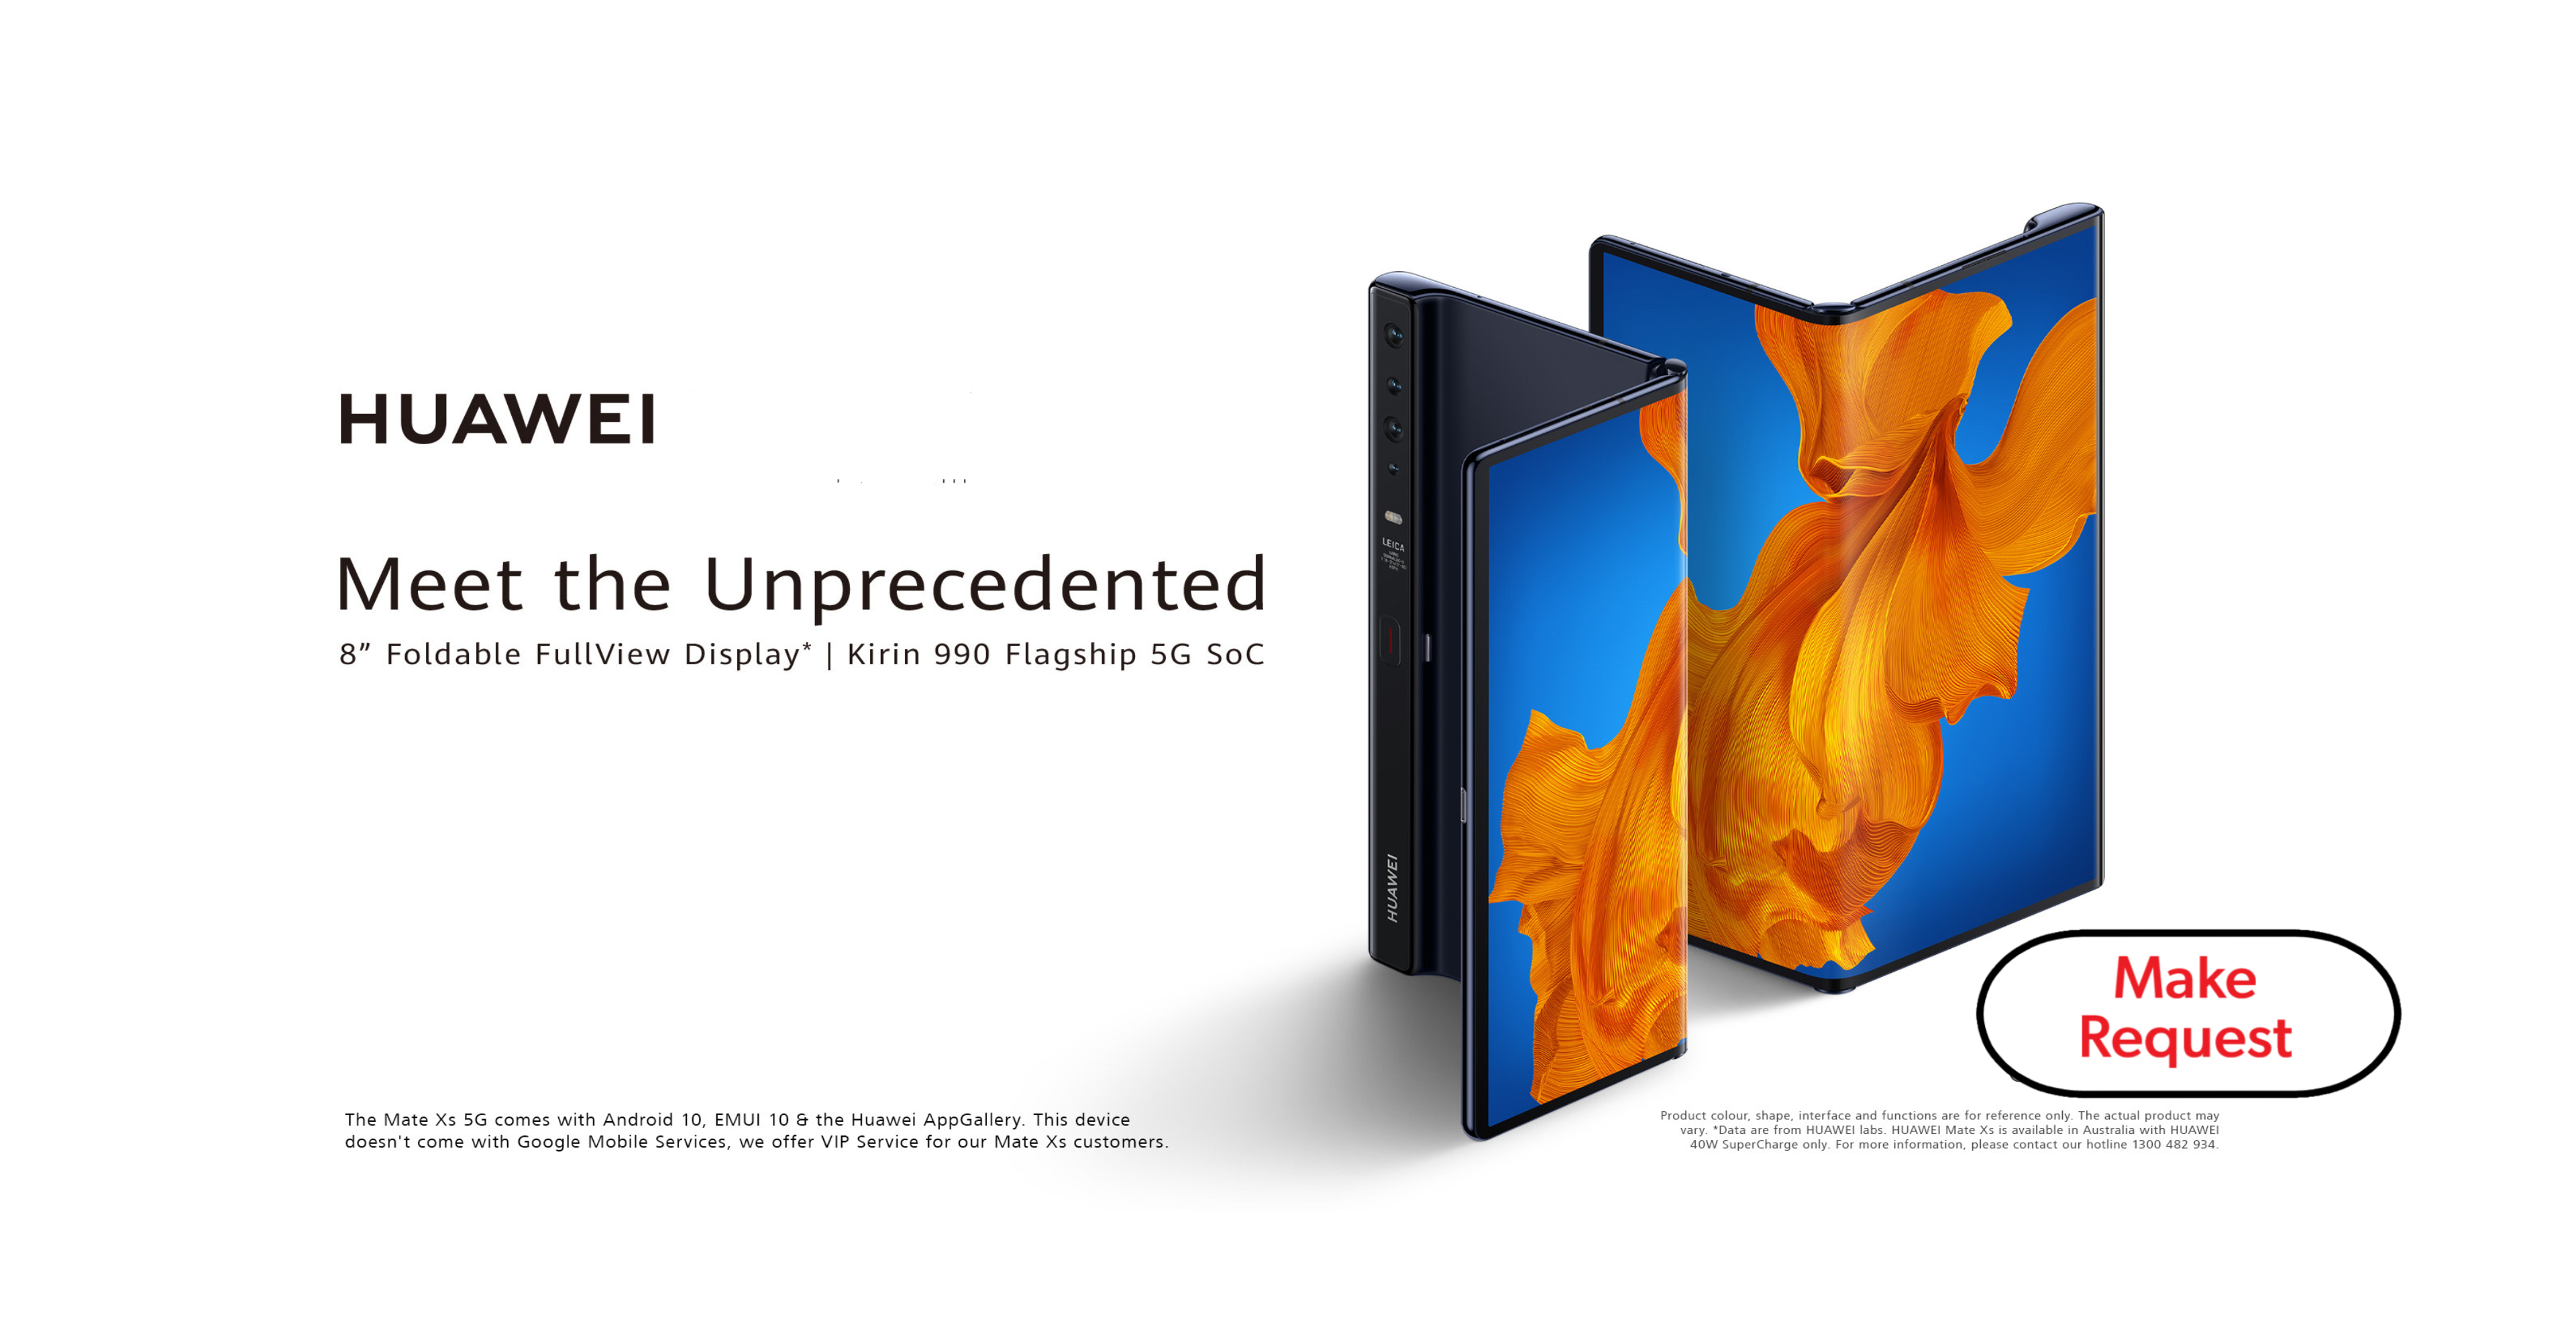 HUAWEI
Meet the Unprecedented
8” Foldable FullView Display* | Kirin 990 Flagship 5G SoC
LEICA
HUAWEI
Make
Request
The Mate Xs 5G comes with Android 10, EMUI 10 & the Huawei AppGallery. This device
doesn't come with Google Mobile Services, we offer VIP Service for our Mate Xs customers.
Product colour, shape, interface and functions are for reference only. The actual product may
vary. *Data are from HUAWEI labs. HUAWEI Mate Xs is available in Australia with HUAWEI
40W SuperCharge only. For more information, please contact our hotline 1300 482 934.